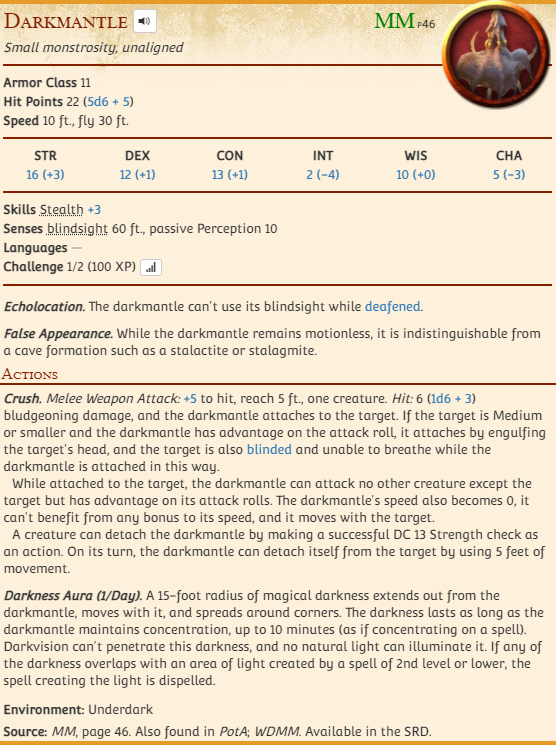 DARKMANTLE MM P46
Small monstrosity, unaligned
Armor Class 11
Hit Points 22 (5d6 + 5)
Speed 10 ft., fly 30 ft.
STR DEX CON INT WIS CHA
16 (+3) 12 (+1) 13 (+1) 2 (−4) 10 (+0) 5 (−3)
Skills Stealth +3
Senses blindsight 60 ft., passive Perception 10
Languages —
Challenge 1/2 (100 XP)
Echolocation. The darkmantle can't use its blindsight while deafened.
False Appearance. While the darkmantle remains motionless, it is indistinguishable from
a cave formation such as a stalactite or stalagmite.
ACTIONS
Crush. Melee Weapon Attack: +5 to hit, reach 5 ft., one creature. Hit: 6 (1d6 + 3)
bludgeoning damage, and the darkmantle attaches to the target. If the target is Medium
or smaller and the darkmantle has advantage on the attack roll, it attaches by engulfing
the target's head, and the target is also blinded and unable to breathe while the
darkmantle is attached in this way.
While attached to the target, the darkmantle can attack no other creature except the
target but has advantage on its attack rolls. The darkmantle's speed also becomes 0, it
can't benefit from any bonus to its speed, and it moves with the target.
A creature can detach the darkmantle by making a successful DC 13 Strength check as
an action. On its turn, the darkmantle can detach itself from the target by using 5 feet of
movement.
Darkness Aura (1/Day). A 15-foot radius of magical darkness extends out from the
darkmantle, moves with it, and spreads around corners. The darkness lasts as long as the
darkmantle maintains concentration, up to 10 minutes (as if concentrating on a spell).
Darkvision can't penetrate this darkness, and no natural light can illuminate it. If any of
the darkness overlaps with an area of light created by a spell of 2nd level or lower, the
spell creating the light is dispelled.
Environment: Underdark
Source: MM, page 46. Also found in PotA; WDMM. Available in the SRD.